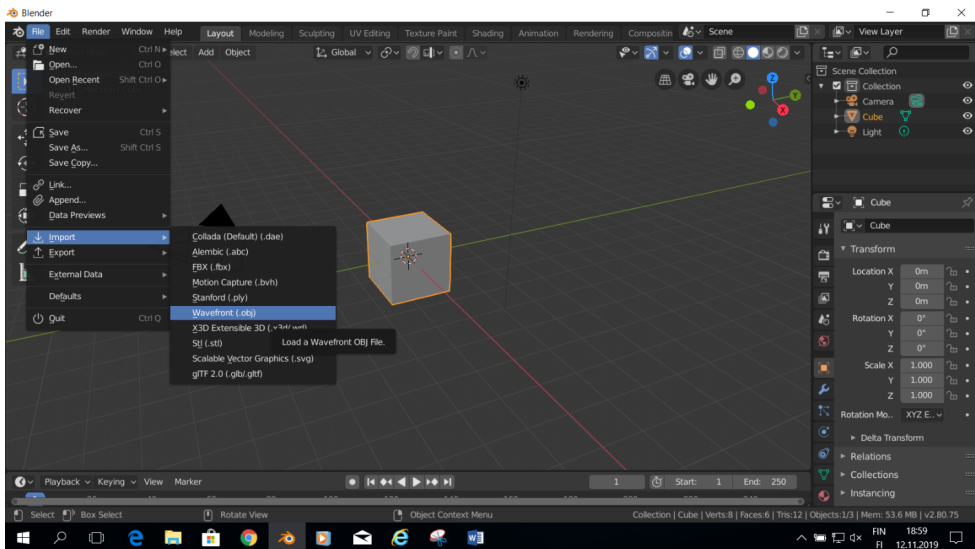 Blender
File Edit Render Window Help Layout Modeling Sculpting UV Editing Texture Paint Shading Animation Rendering Compositin Scene View Layer
elect Add Object Global
New Ctrl N
Open... Ctrl O
Open Recent Shift Ctrl O
Revert
Recover
Save Ctrl S
Save As... Shift Ctrl S
Save Copy...
Link...
Append...
Data Previews
Import
Export
External Data
Defaults
Quit Ctrl Q
Collada (Default) (.dae)
Alembic (.abc)
FBX (.fbx)
Motion Capture (.bvh)
Stanford (.ply)
Wavefront (.obj)
X3D Extensible 3D (.x3d/.wrl)
Stl (.stl)
Scalable Vector Graphics (.svg)
glTF 2.0 (.glb/.gltf)
Load a Wavefront OBJ File.
Z
Y
X
Scene Collection
Collection
Camera
Cube
Light
Cube
Cube
Transform
Location X 0m
Y 0m
Z 0m
Rotation X 0°
Y 0°
Z 0°
Scale X 1.000
Y 1.000
Z 1.000
Rotation Mo.. XYZ E..
Delta Transform
Relations
Collections
Instancing
Playback Keying View Marker 1 Start: 1 End: 250
Select Box Select Rotate View Object Context Menu Collection | Cube | Verts:8 | Faces:6 | Tris:12 | Objects:1/3 | Mem: 53.6 MB | v2.80.75
FIN 18:59
FI 12.11.2019